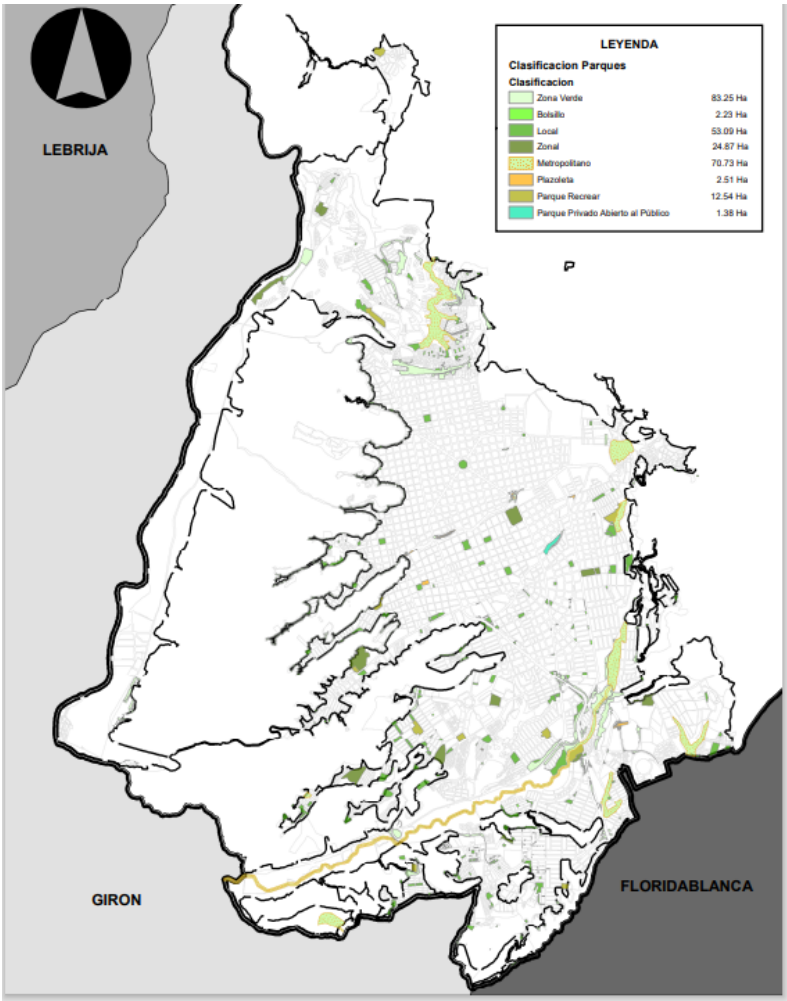 LEYENDA
Clasificacion Parques
Clasificacion
Zona Verde 83.25 Ha
Bolsillo 2.23 Ha
Local 53.09 Ha
Zonal 24.87 Ha
Metropolitano 70.73 Ha
Plazoleta 2.51 Ha
Parque Recrear 12.54 Ha
Parque Privado Abierto al Público 1.38 Ha
LEBRIJA
GIRON
FLORIDABLANCA